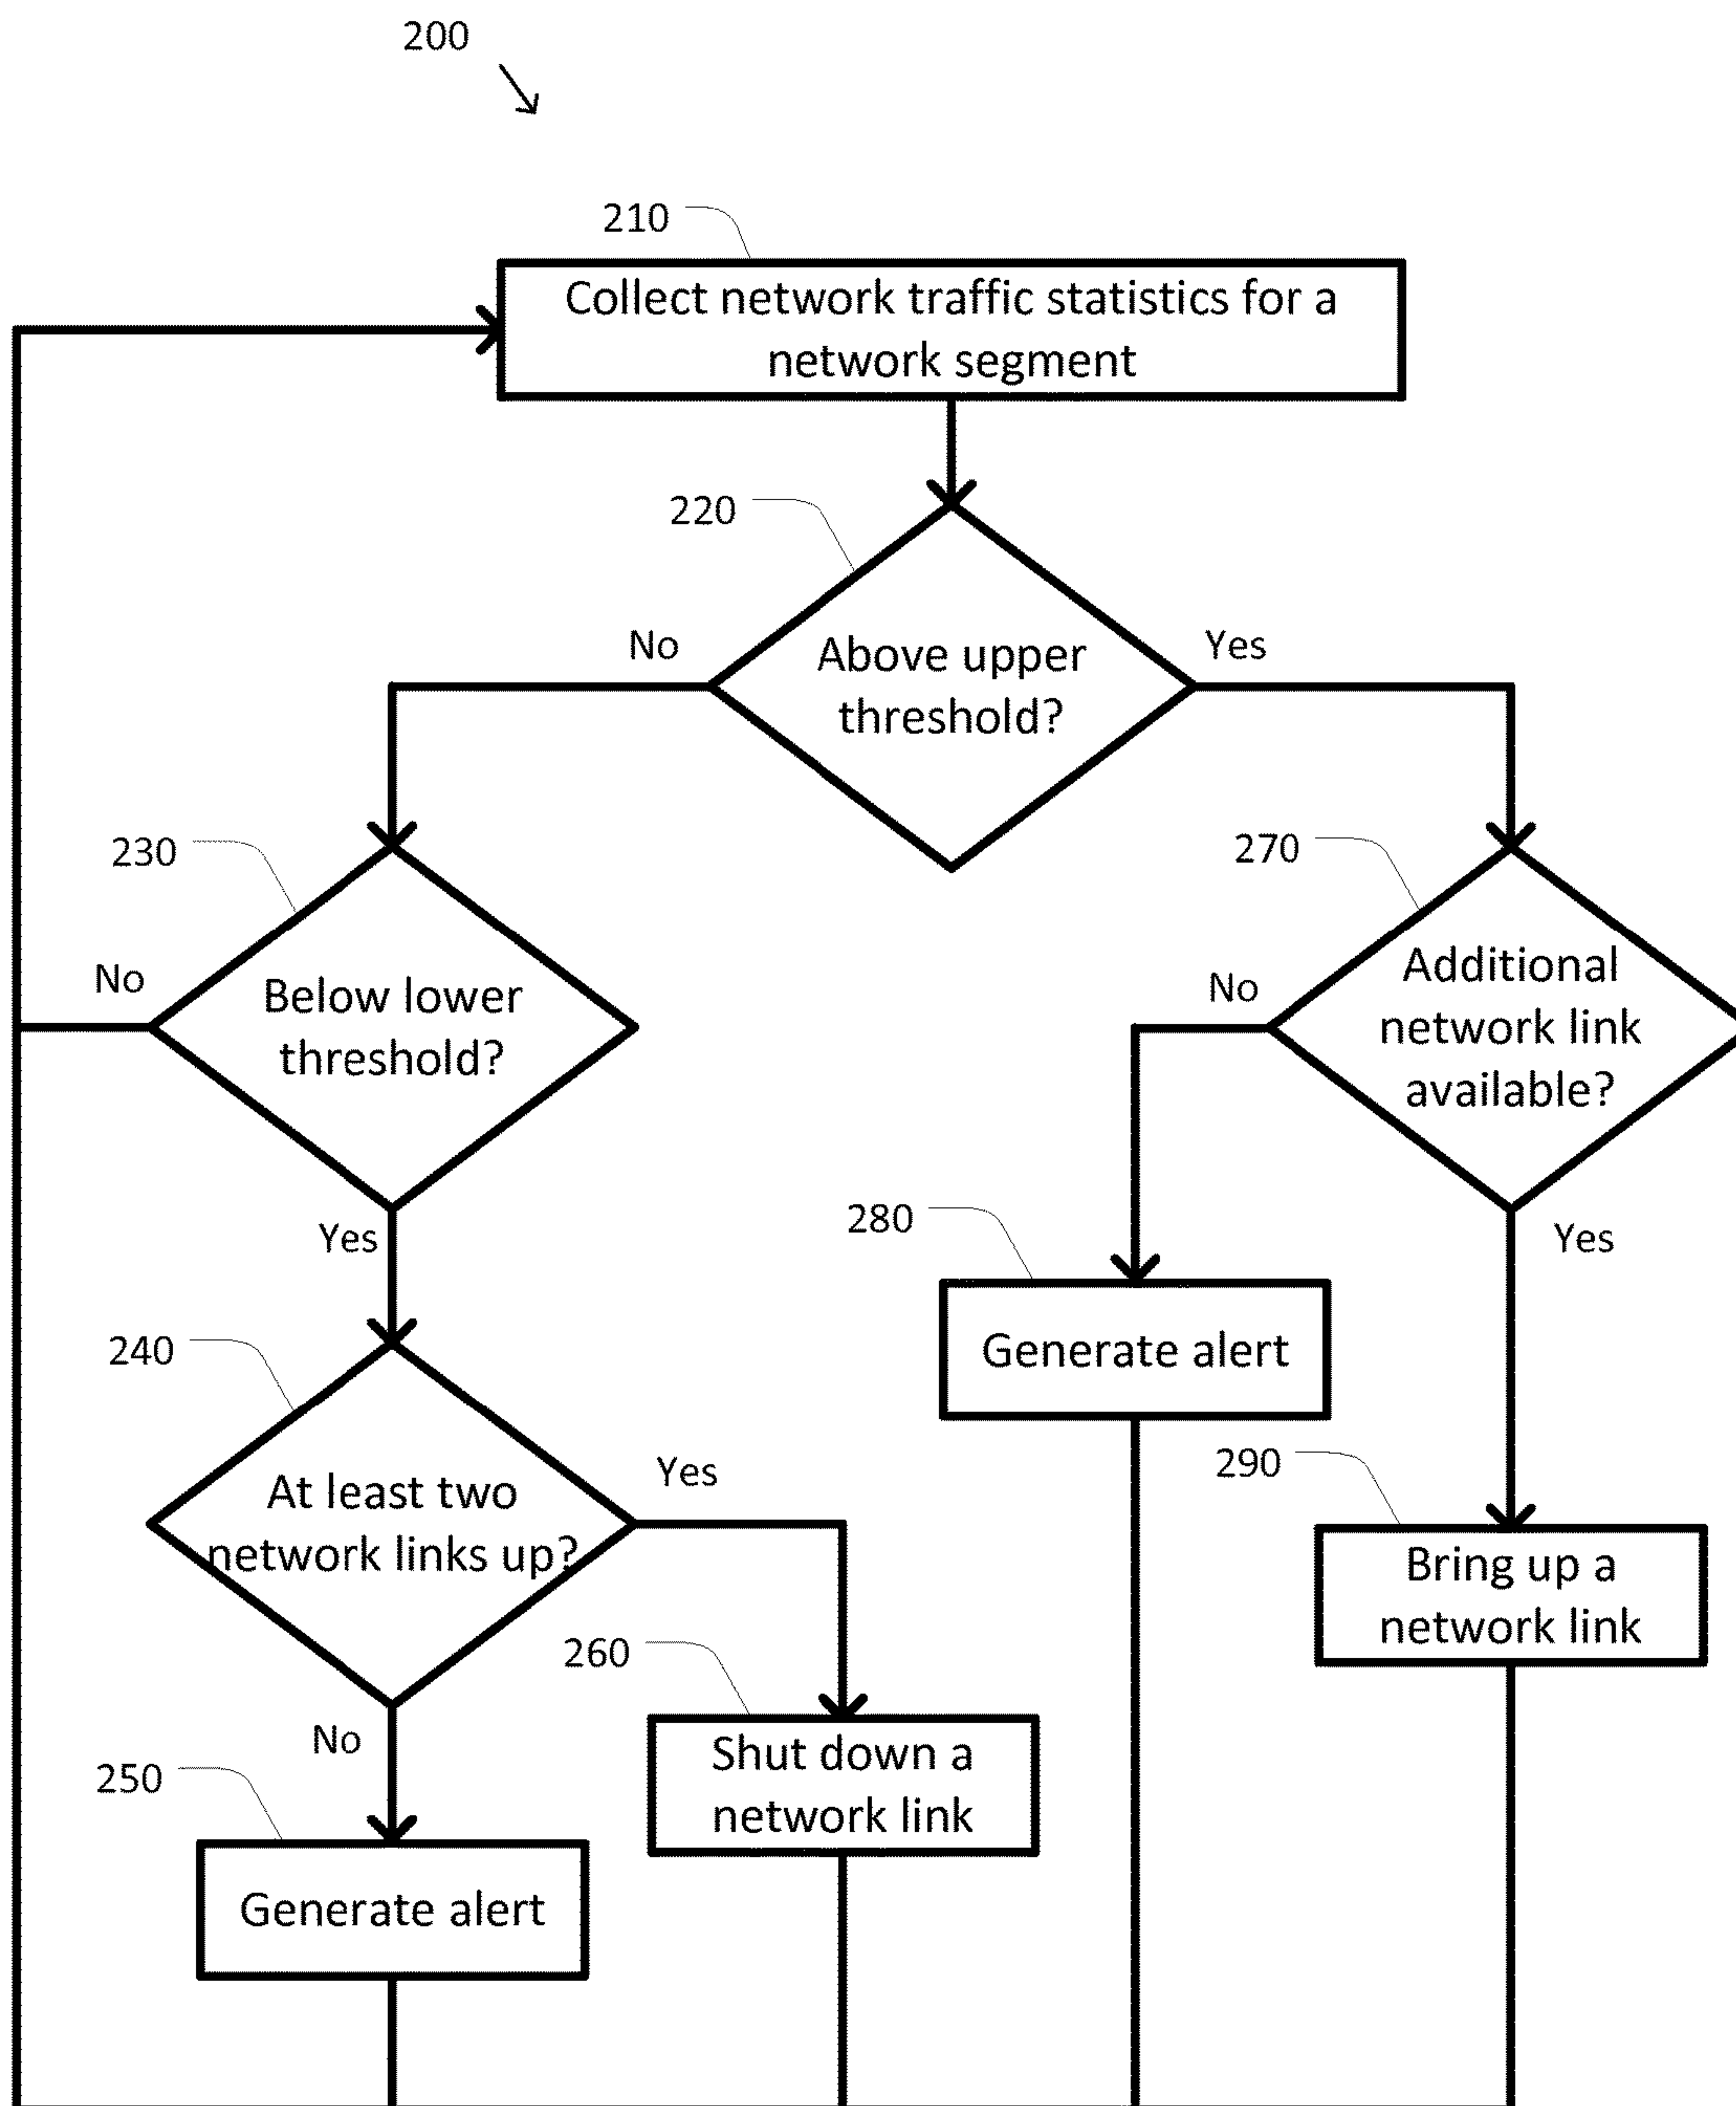 200
210
Collect network traffic statistics for a
network segment
220
No
Above upper
threshold?
Yes
230
No
Below lower
threshold?
Yes
270
No
Additional
network link
available?
Yes
240
At least two
network links up?
Yes
No
280
Generate alert
290
Bring up a
network link
260
Shut down a
network link
250
Generate alert